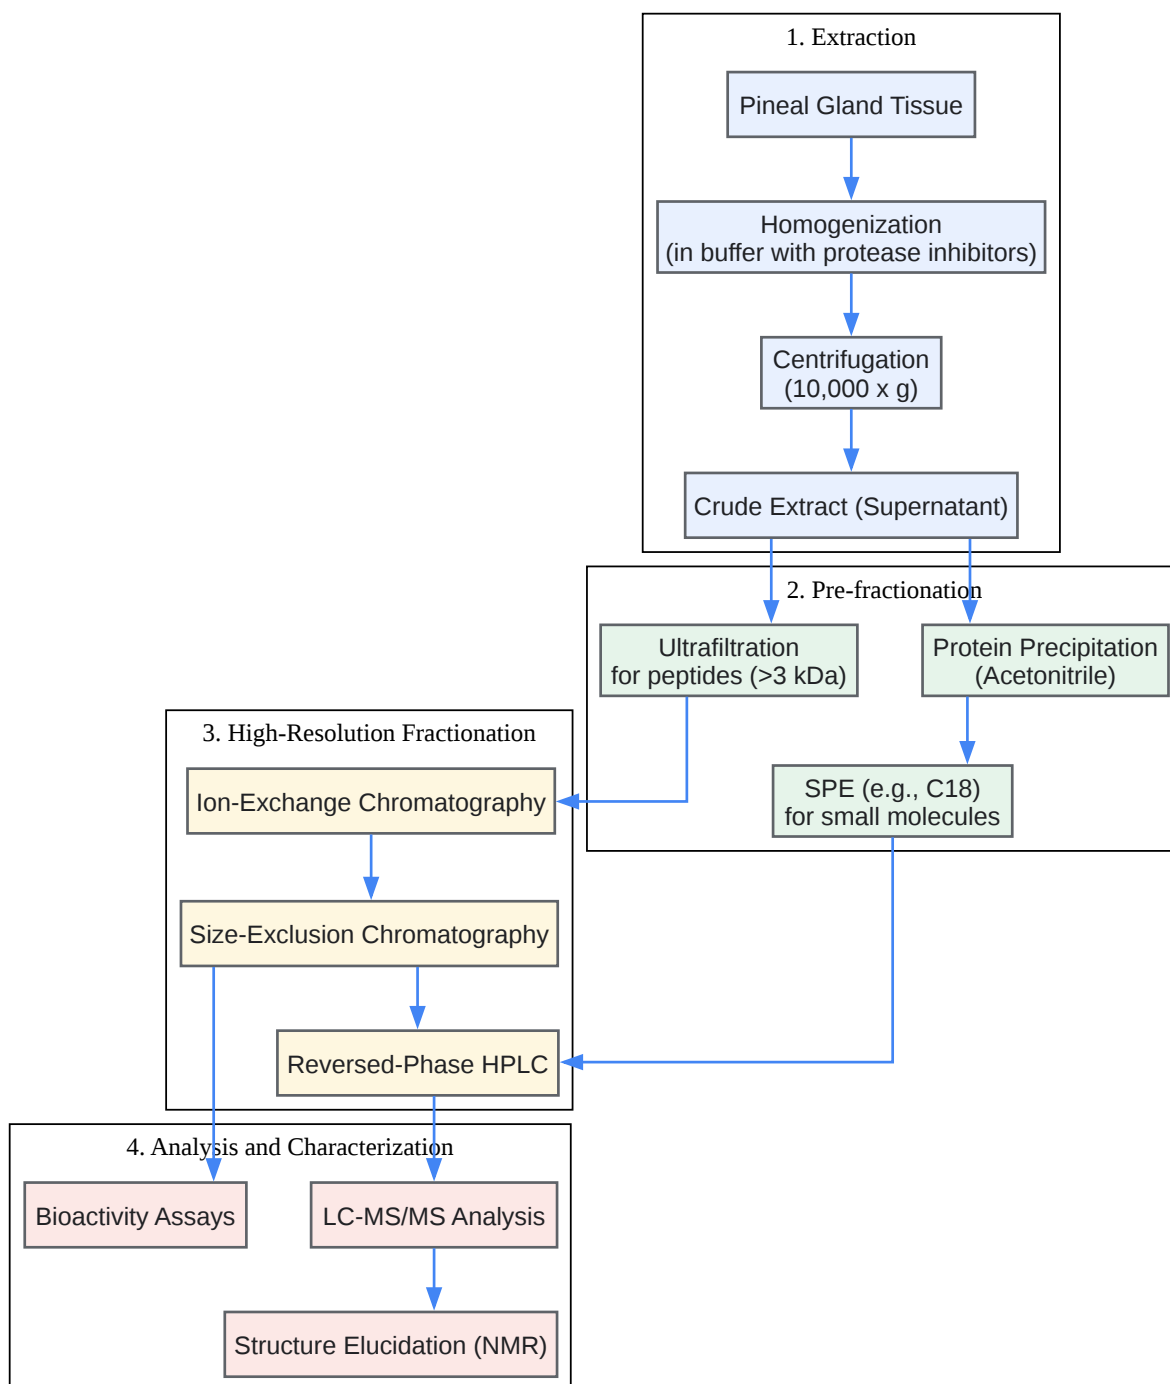 1. Extraction
Pineal Gland Tissue
Homogenization
(in buffer with protease inhibitors)
Centrifugation
(10,000 x g)
Crude Extract (Supernatant)
2. Pre-fractionation
Ultrafiltration
for peptides (>3 kDa)
Protein Precipitation
(Acetonitrile)
SPE (e.g., C18)
for small molecules
3. High-Resolution Fractionation
Ion-Exchange Chromatography
Size-Exclusion Chromatography
Reversed-Phase HPLC
4. Analysis and Characterization
Bioactivity Assays
LC-MS/MS Analysis
Structure Elucidation (NMR)